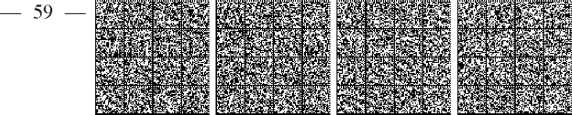 — 59 —